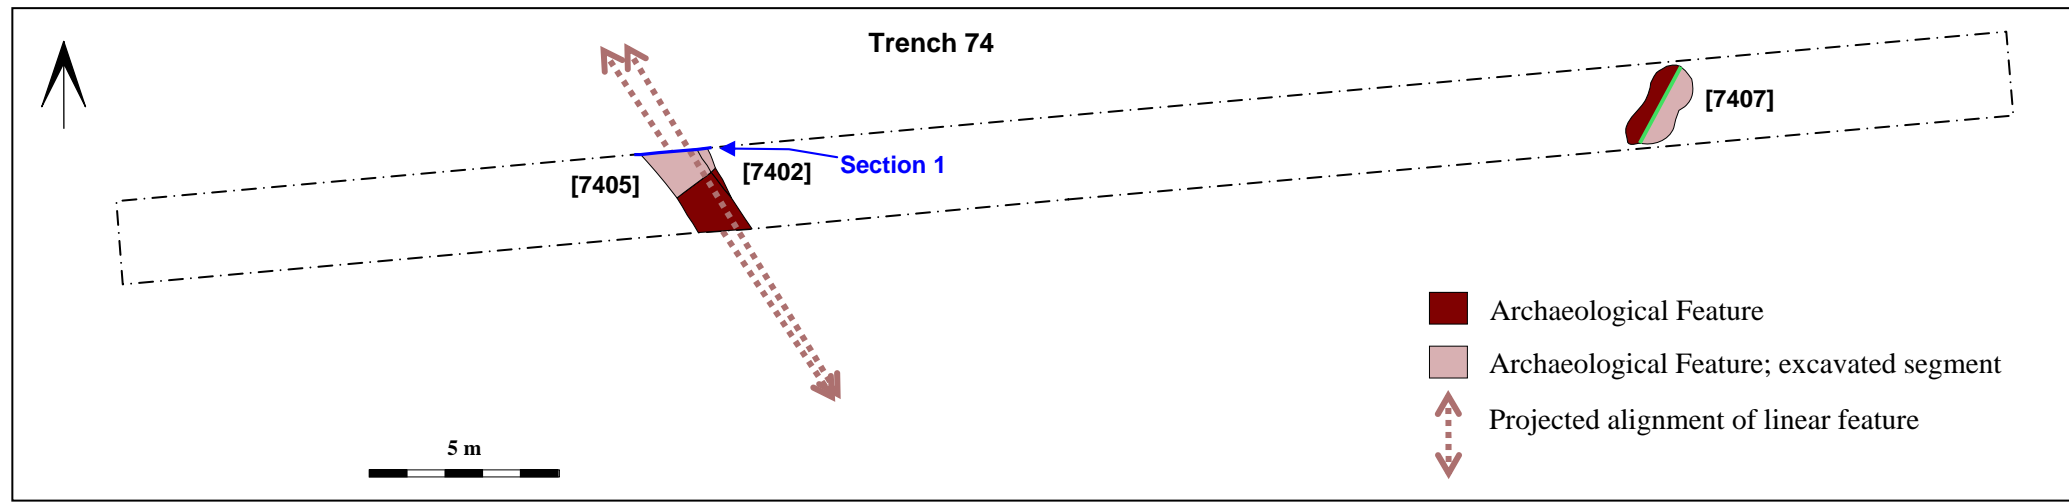 Trench 74
[7407]
[7405]
[7402]
Section 1
Archaeological Feature
Archaeological Feature; excavated segment
Projected alignment of linear feature
5 m